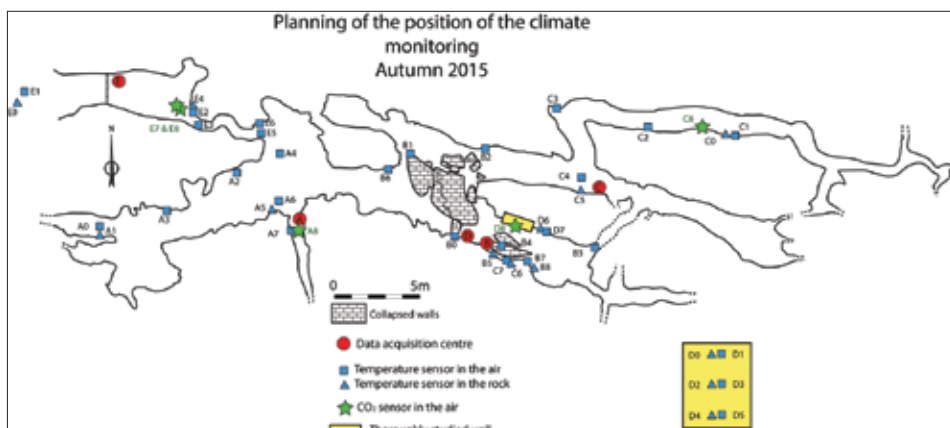 Planning of the position of the climate
monitoring
Autumn 2015
E
E9
E4
E2
E7 & E8
E6
E5
N
A4
A2
A3
A0
A1
A5
A6
A
A7
A8
B1
B2
B6
B0
D
B
B4
B5
C7
C6
B7
B8
B3
D6
D7
C3
C2
C8
C0
C1
C4
C
C5
0 5m
Collapsed walls
Data acquisition centre
Temperature sensor in the air
Temperature sensor in the rock
CO₂ sensor in the air
D0 D1
D2 D3
D4 D5